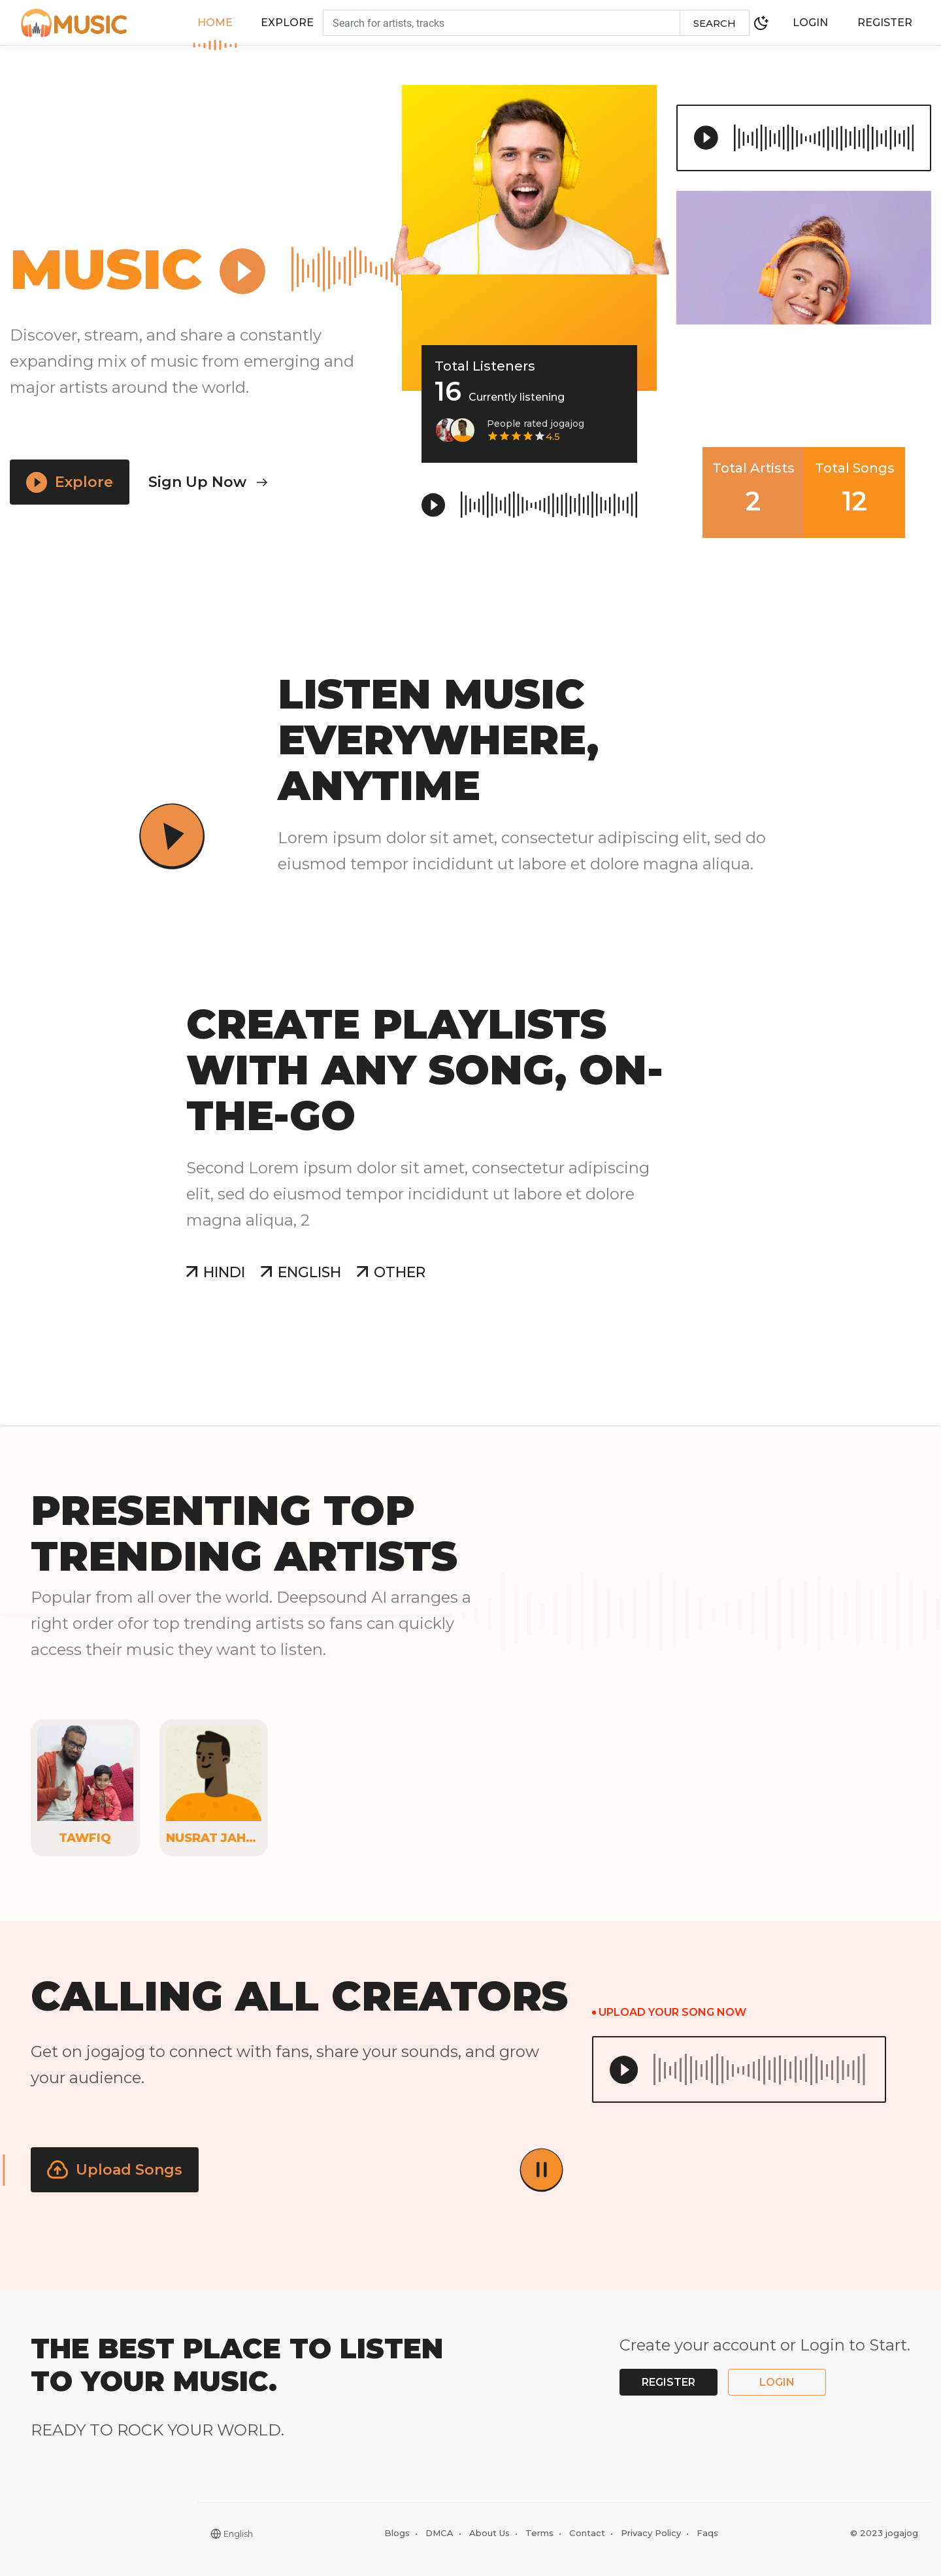 MUSIC
HOME
EXPLORE
Search for artists, tracks
SEARCH
LOGIN
REGISTER
MUSIC
Discover, stream, and share a constantly
expanding mix of music from emerging and
major artists around the world.
Explore
Sign Up Now
Total Listeners
16 Currently listening
People rated jogajog
4.5
Total Artists
2
Total Songs
12
LISTEN MUSIC
EVERYWHERE,
ANYTIME
Lorem ipsum dolor sit amet, consectetur adipiscing elit, sed do
eiusmod tempor incididunt ut labore et dolore magna aliqua.
CREATE PLAYLISTS
WITH ANY SONG, ON-
THE-GO
Second Lorem ipsum dolor sit amet, consectetur adipiscing
elit, sed do eiusmod tempor incididunt ut labore et dolore
magna aliqua, 2
HINDI
ENGLISH
OTHER
PRESENTING TOP
TRENDING ARTISTS
Popular from all over the world. Deepsound AI arranges a
right order ofor top trending artists so fans can quickly
access their music they want to listen.
TAWFIQ
NUSRAT JAH...
CALLING ALL CREATORS
Get on jogajog to connect with fans, share your sounds, and grow
your audience.
Upload Songs
• UPLOAD YOUR SONG NOW
THE BEST PLACE TO LISTEN
TO YOUR MUSIC.
READY TO ROCK YOUR WORLD.
Create your account or Login to Start.
REGISTER
LOGIN
English
Blogs • DMCA • About Us • Terms • Contact • Privacy Policy • Faqs
© 2023 jogajog